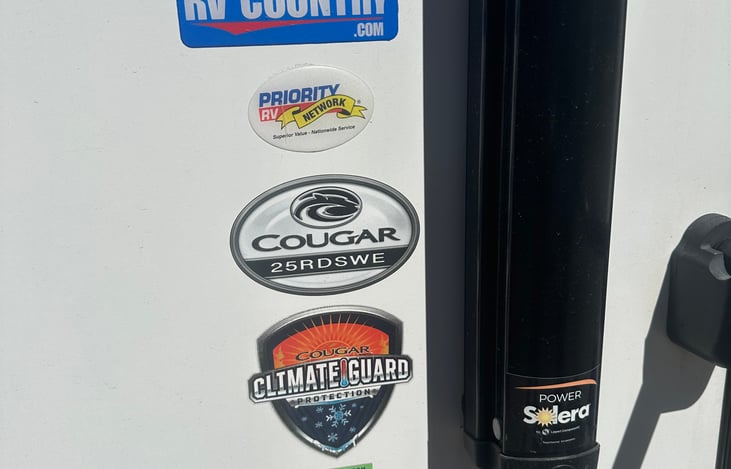 RV COUNTRY
.COM
PRIORITY
RV NETWORK®
Superior Value - Nationwide Service
COUGAR
25RDSWE
COUGAR
CLIMATE GUARD
PROTECTION
POWER
Solera